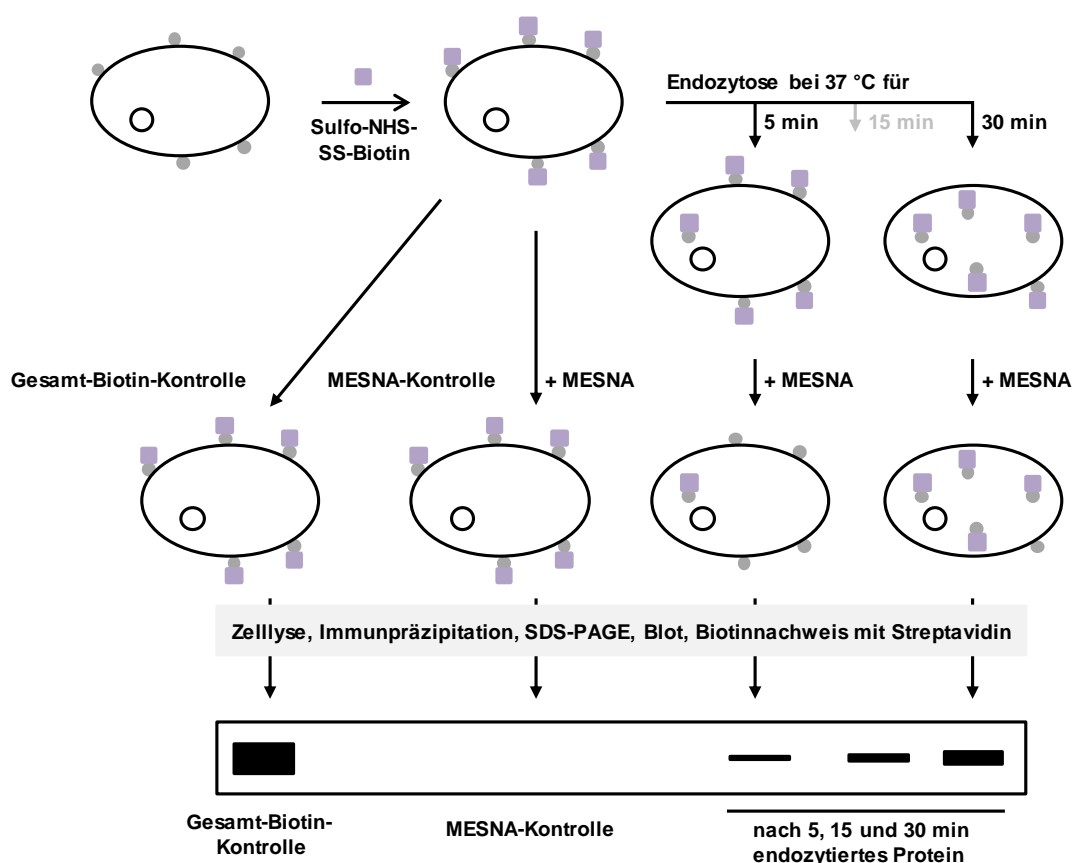 Endozytose bei 37 °C für
5 min
15 min
30 min
Sulfo-NHS-
SS-Biotin
Gesamt-Biotin-Kontrolle
MESNA-Kontrolle
+ MESNA
+ MESNA
+ MESNA
Zelllyse, Immunpräzipitation, SDS-PAGE, Blot, Biotinnachweis mit Streptavidin
Gesamt-Biotin-
Kontrolle
MESNA-Kontrolle
nach 5, 15 und 30 min
endozytiertes Protein